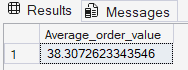 Results Messages
Average_order_value
1 38.3072623343546